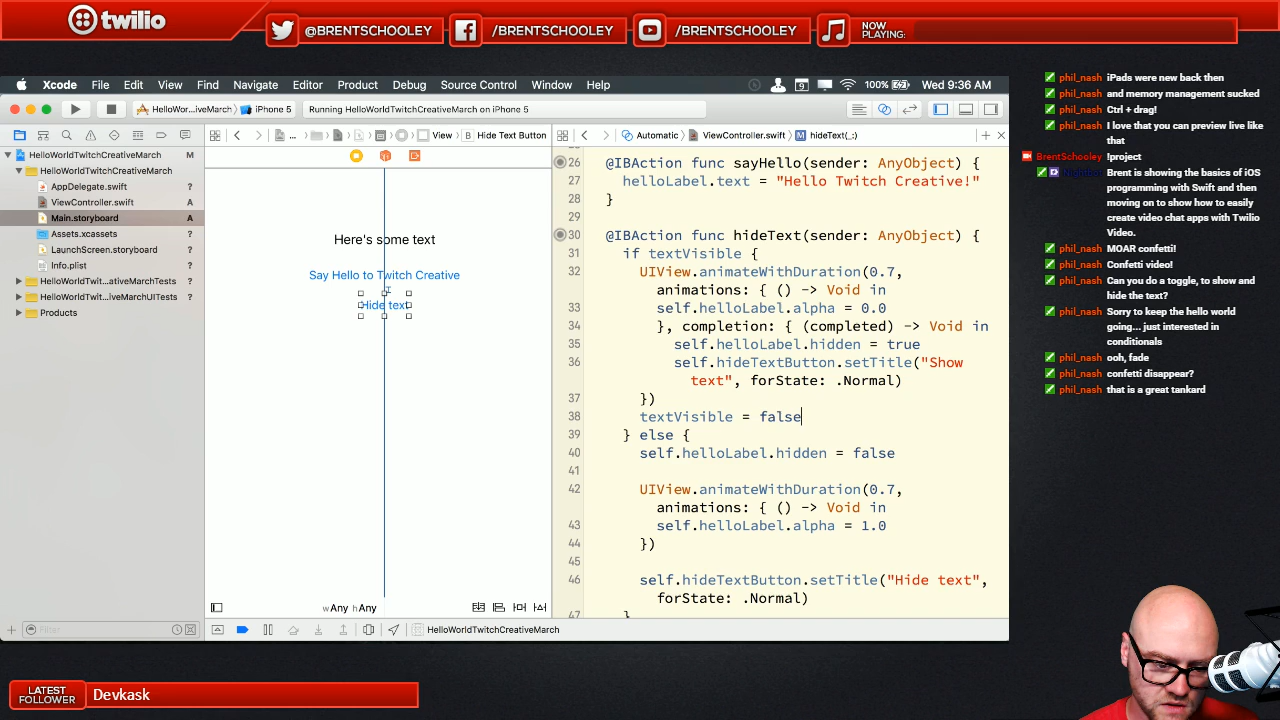 twilio
@BRENTSCHOOLEY
/BRENTSCHOOLEY
/BRENTSCHOOLEY
NOW PLAYING:
Xcode File Edit View Find Navigate Editor Product Debug Source Control Window Help
9 100% Wed 9:36 AM
HelloWor...iveMarch iPhone 5
Running HelloWorldTwitchCreativeMarch on iPhone 5
... View B Hide Text Button
Automatic ViewController.swift M hideText(_:)
HelloWorldTwitchCreativeMarch M
HelloWorldTwitchCreativeMarch
AppDelegate.swift ?
ViewController.swift A
Main.storyboard A
Assets.xcassets ?
LaunchScreen.storyboard ?
Info.plist ?
HelloWorldT...ativeMarchTests ?
HelloWorldT...iveMarchUITests ?
Products
Filter
Here's some text
Say Hello to Twitch Creative
Hide text
wAny hAny
26 @IBAction func sayHello(sender: AnyObject) {
27 helloLabel.text = "Hello Twitch Creative!"
28 }
29
30 @IBAction func hideText(sender: AnyObject) {
31 if textVisible {
32 UIView.animateWithDuration(0.7,
animations: { () -> Void in
33 self.helloLabel.alpha = 0.0
34 }, completion: { (completed) -> Void in
35 self.helloLabel.hidden = true
36 self.hideTextButton.setTitle("Show
text", forState: .Normal)
37 })
38 textVisible = false
39 } else {
40 self.helloLabel.hidden = false
41
42 UIView.animateWithDuration(0.7,
animations: { () -> Void in
43 self.helloLabel.alpha = 1.0
44 })
45
46 self.hideTextButton.setTitle("Hide text",
forState: .Normal)
47 }
HelloWorldTwitchCreativeMarch
phil_nash iPads were new back then
phil_nash and memory management sucked
phil_nash Ctrl + drag!
phil_nash I love that you can preview live like
that
BrentSchooley !project
Nightbot Brent is showing the basics of iOS
programming with Swift and then
moving on to show how to easily
create video chat apps with Twilio
Video.
phil_nash MOAR confetti!
phil_nash Confetti video!
phil_nash Can you do a toggle, to show and
hide the text?
phil_nash Sorry to keep the hello world
going... just interested in
conditionals
phil_nash ooh, fade
phil_nash confetti disappear?
phil_nash that is a great tankard
LATEST FOLLOWER
Devkask